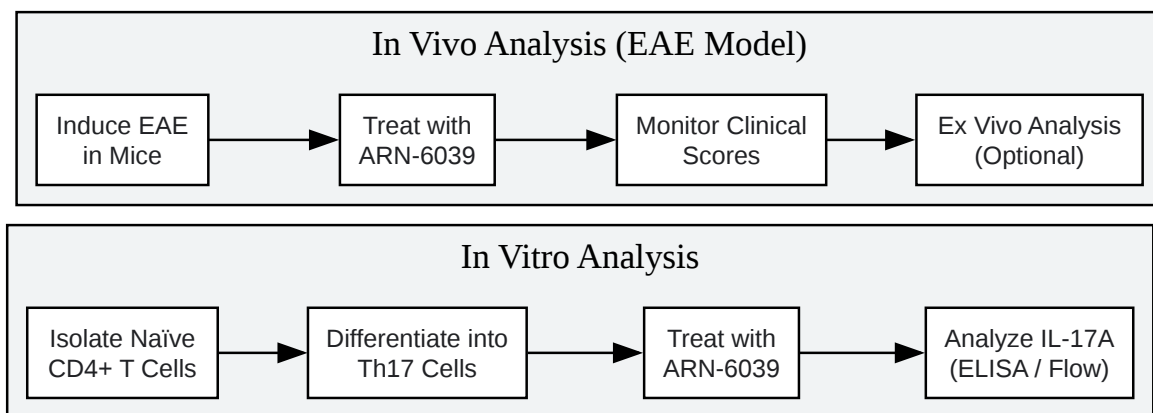 In Vivo Analysis (EAE Model)
Induce EAE
in Mice
Treat with
ARN-6039
Monitor Clinical
Scores
Ex Vivo Analysis
(Optional)
In Vitro Analysis
Isolate Naïve
CD4+ T Cells
Differentiate into
Th17 Cells
Treat with
ARN-6039
Analyze IL-17A
(ELISA / Flow)